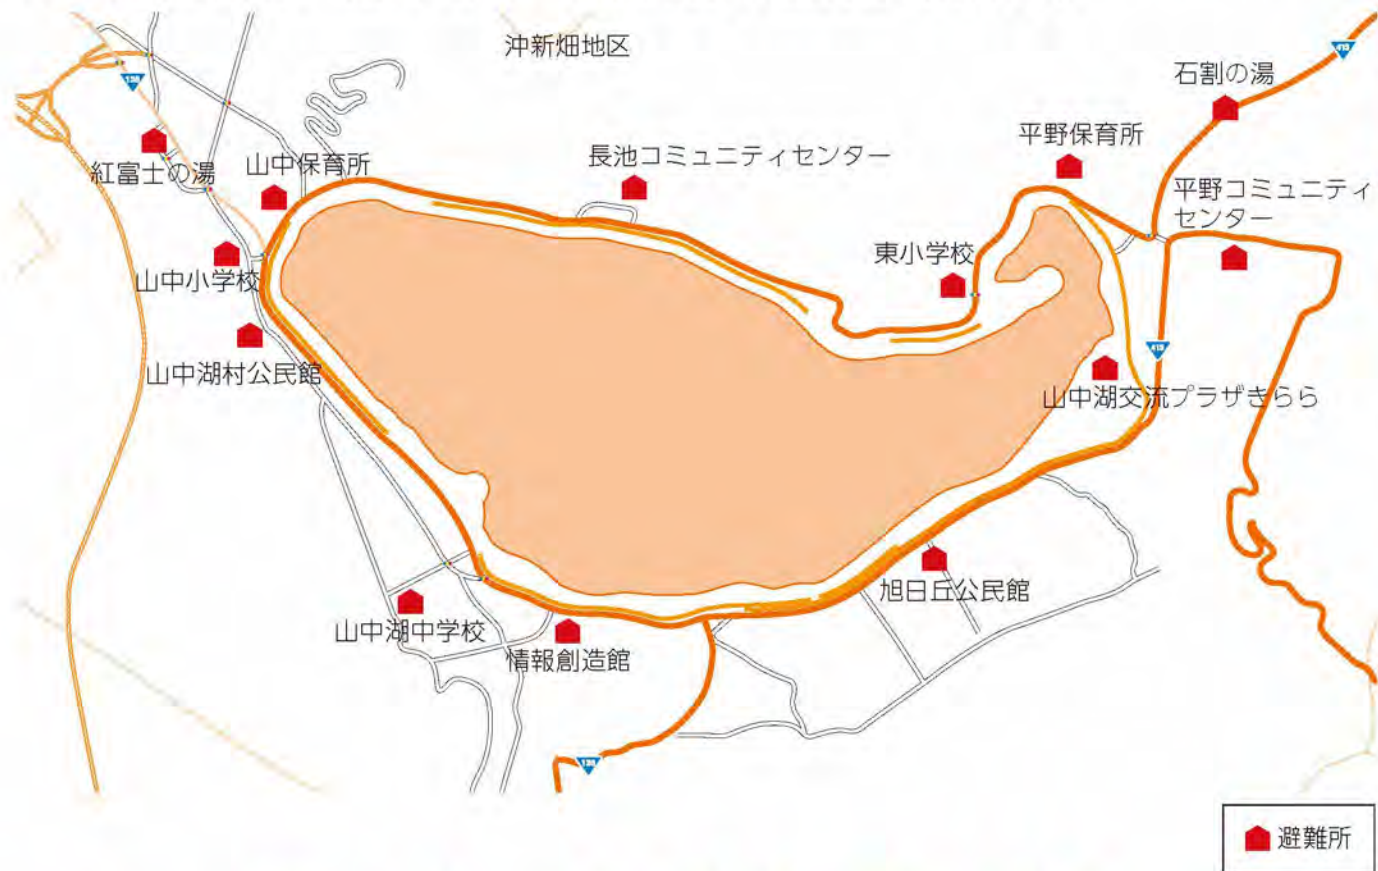 沖新畑地区
413
石割の湯
138
平野保育所
紅富士の湯
山中保育所
長池コミュニティセンター
平野コミュニティ
センター
東小学校
山中小学校
山中湖村公民館
413
山中湖交流プラザきらら
旭日丘公民館
山中湖中学校
情報創造館
138
避難所